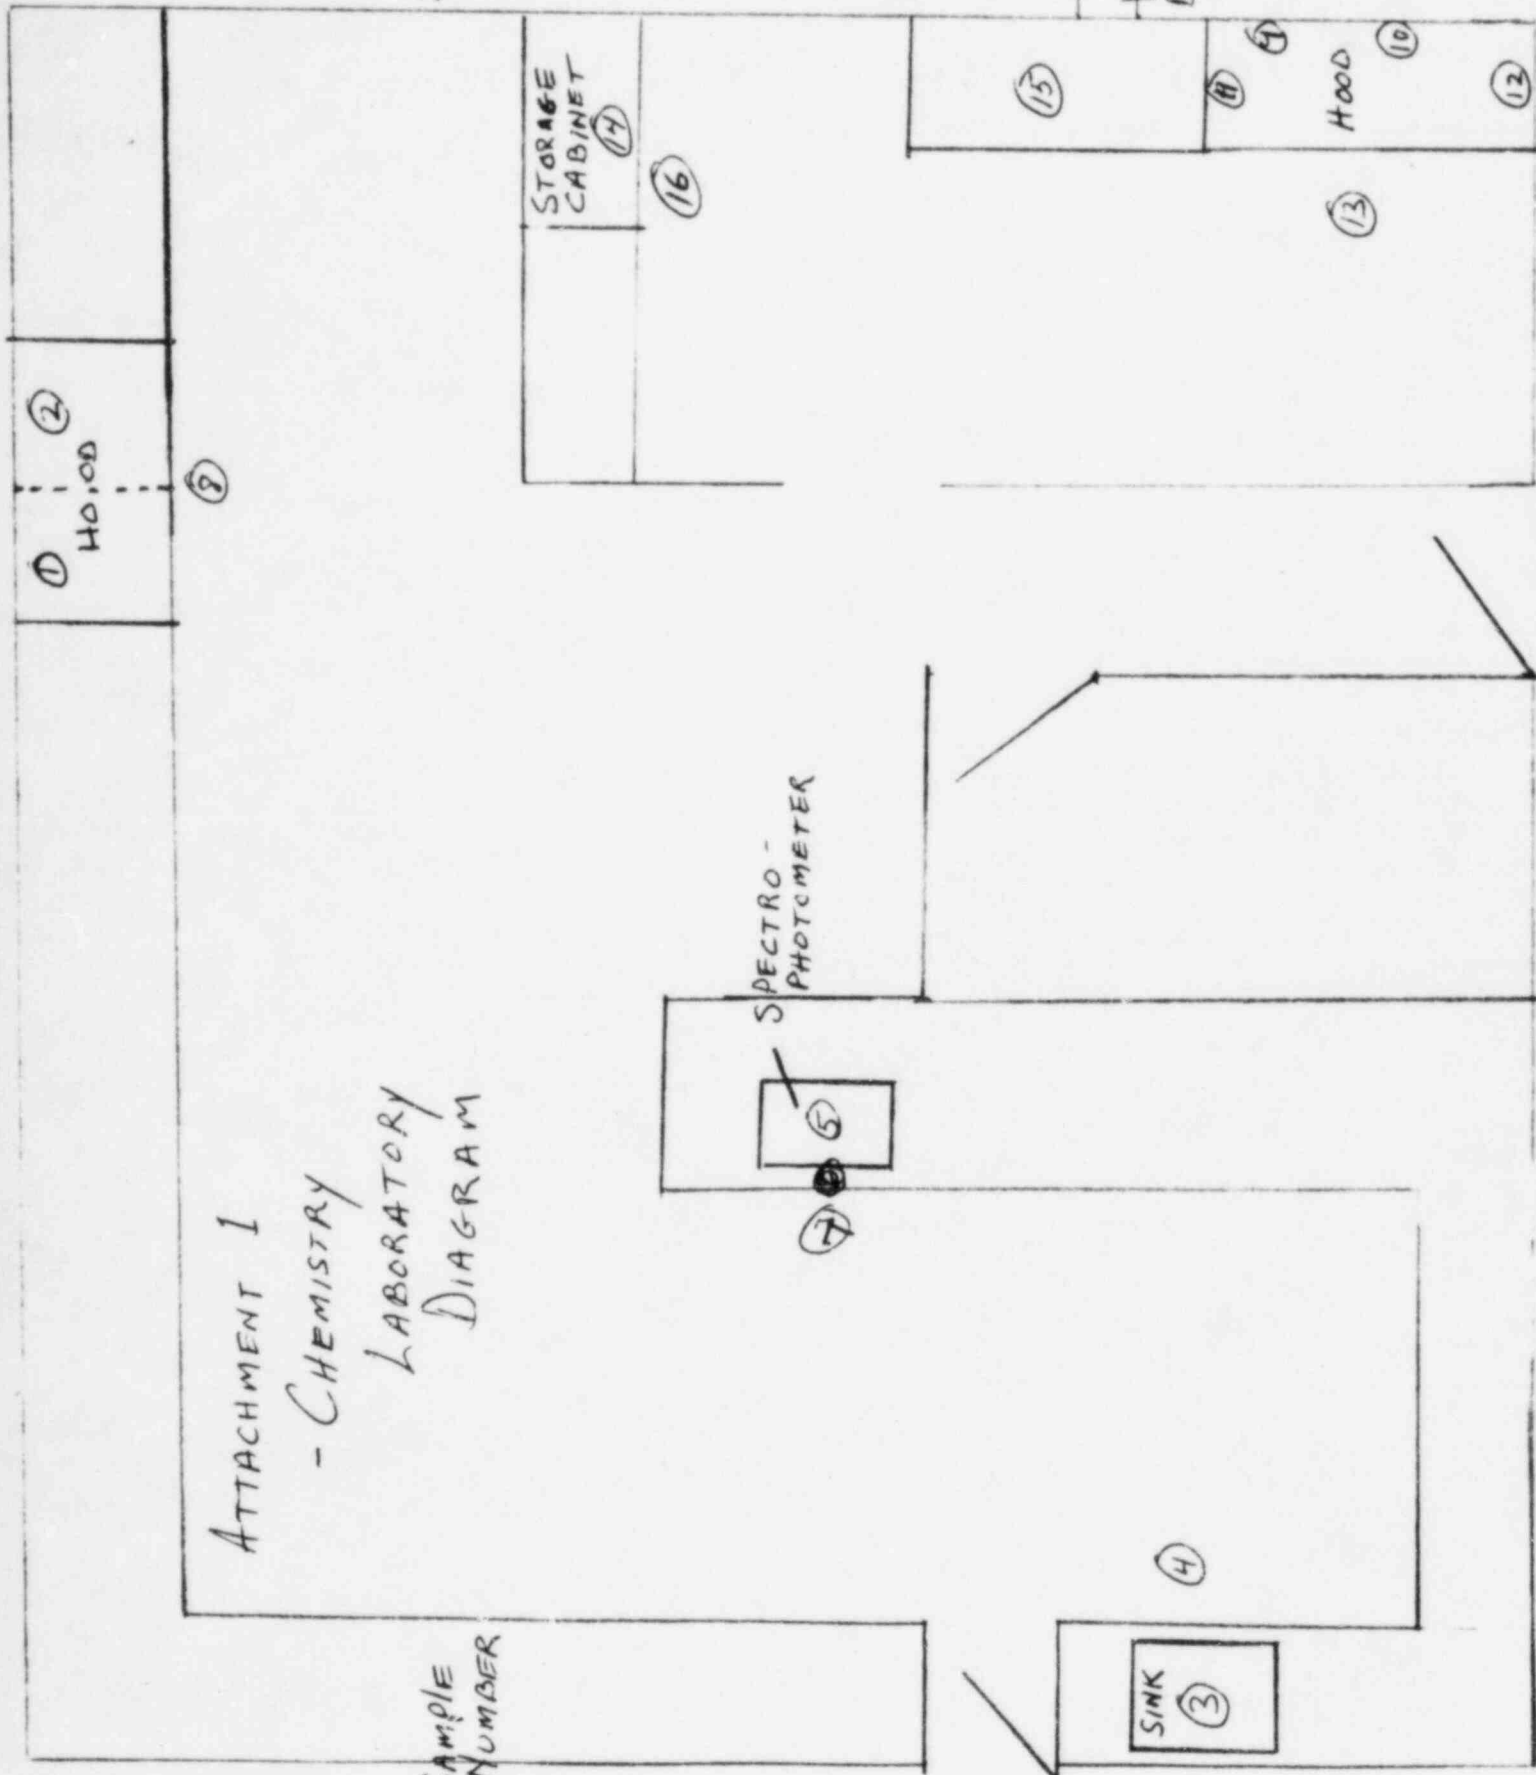 ATTACHMENT 1
- CHEMISTRY
LABORATORY
DIAGRAM
1
2
HOOD
8
STORAGE
CABINET
14
16
15
11
9
HOOD
10
12
13
SPECTRO-
PHOTOMETER
5
7
4
SINK
3